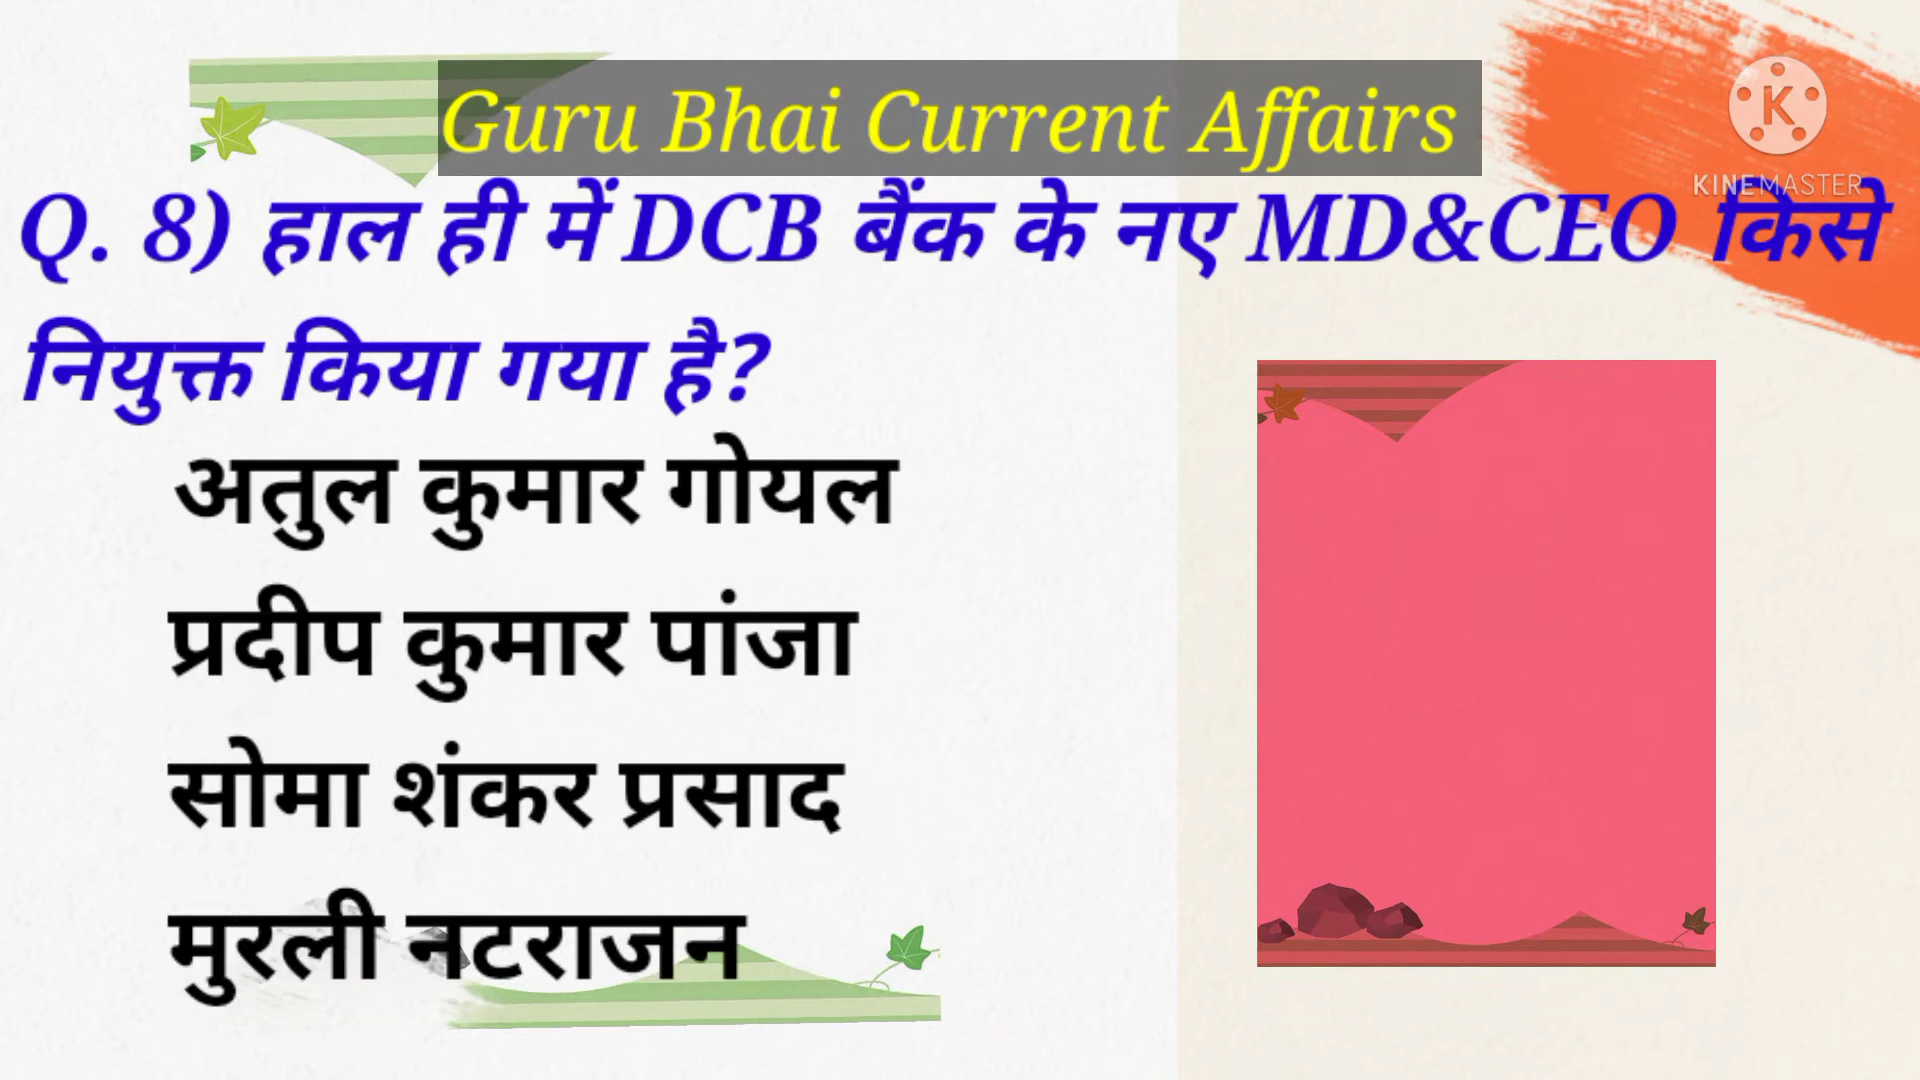 Guru Bhai Current Affairs
KINEMASTER
Q. 8) हाल ही में DCB बैंक के नए MD&CEO किसे
नियुक्त किया गया है?
अतुल कुमार गोयल
प्रदीप कुमार पांजा
सोमा शंकर प्रसाद
मुरली नटराजन